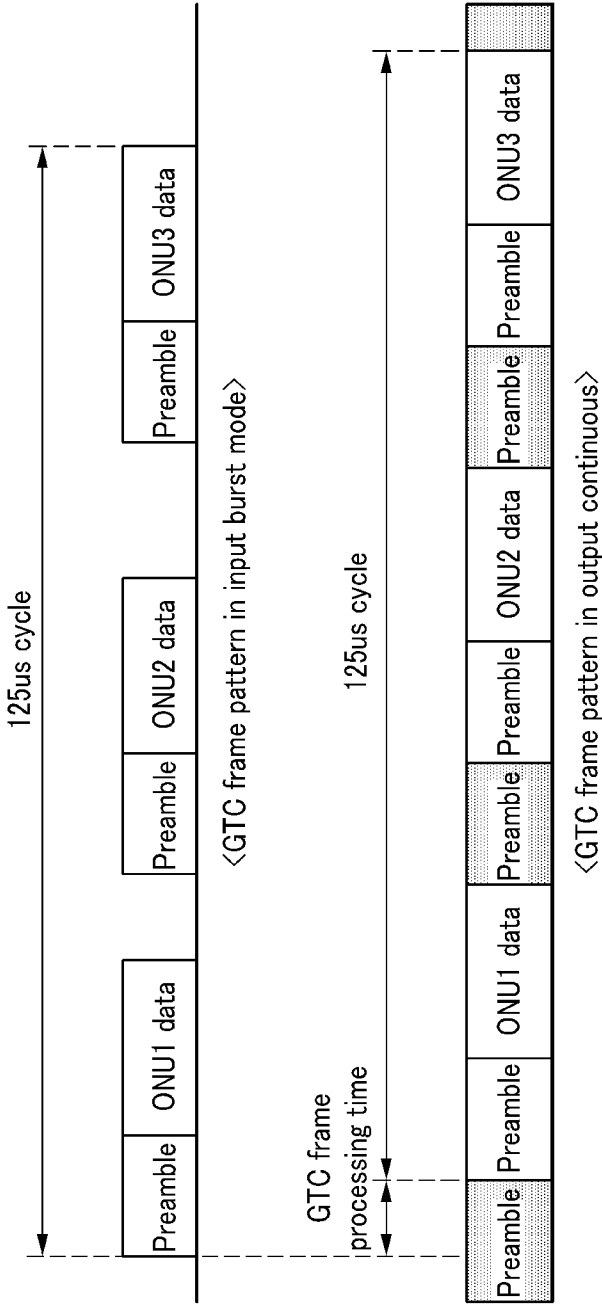 125us cycle
Preamble
ONU1 data
Preamble
ONU2 data
Preamble
ONU3 data
<GTC frame pattern in input burst mode>
GTC frame
processing time
125us cycle
Preamble
Preamble
ONU1 data
Preamble
Preamble
ONU2 data
Preamble
Preamble
ONU3 data
<GTC frame pattern in output continuous>